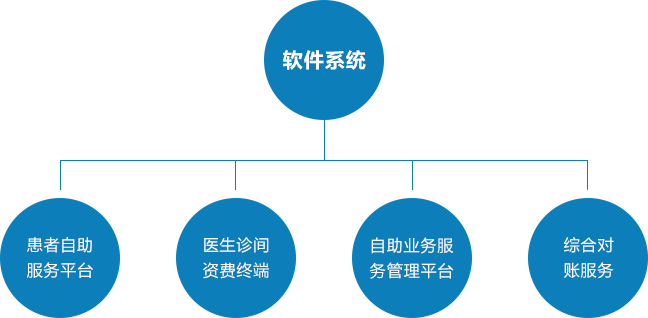 软件系统
患者自助
服务平台
医生诊间
资费终端
自助业务服
务管理平台
综合对
账服务